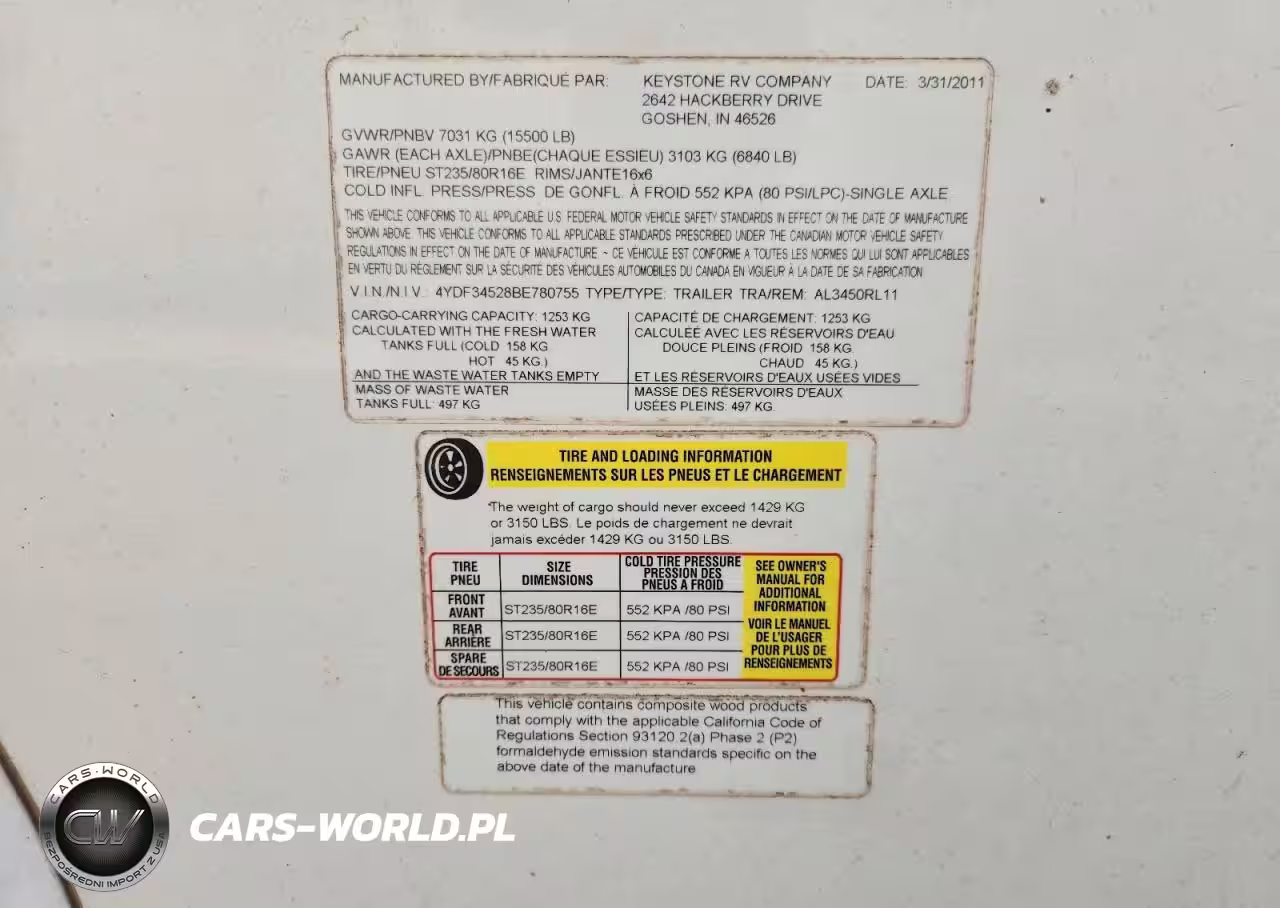 MANUFACTURED BY/FABRIQUÉ PAR: KEYSTONE RV COMPANY DATE: 3/31/2011
2642 HACKBERRY DRIVE
GOSHEN, IN 46526
GVWR/PNBV 7031 KG (15500 LB)
GAWR (EACH AXLE)/PNBE(CHAQUE ESSIEU) 3103 KG (6840 LB)
TIRE/PNEU ST235/80R16E RIMS/JANTE16x6
COLD INFL. PRESS/PRESS. DE GONFL. À FROID 552 KPA (80 PSI/LPC)-SINGLE AXLE
THIS VEHICLE CONFORMS TO ALL APPLICABLE U.S. FEDERAL MOTOR VEHICLE SAFETY STANDARDS IN EFFECT ON THE DATE OF MANUFACTURE
SHOWN ABOVE. THIS VEHICLE CONFORMS TO ALL APPLICABLE STANDARDS PRESCRIBED UNDER THE CANADIAN MOTOR VEHICLE SAFETY
REGULATIONS IN EFFECT ON THE DATE OF MANUFACTURE ~ CE VÉHICULE EST CONFORME A TOUTES LES NORMES QUI LUI SONT APPLICABLES
EN VERTU DU RÈGLEMENT SUR LA SÉCURITÉ DES VÉHICULES AUTOMOBILES DU CANADA EN VIGUEUR À LA DATE DE SA FABRICATION
V.I.N./N.I.V.: 4YDF34528BE780755 TYPE/TYPE: TRAILER TRA/REM: AL3450RL11
CARGO-CARRYING CAPACITY: 1253 KG
CALCULATED WITH THE FRESH WATER
TANKS FULL (COLD 158 KG.
HOT 45 KG.)
AND THE WASTE WATER TANKS EMPTY
MASS OF WASTE WATER
TANKS FULL: 497 KG
CAPACITÉ DE CHARGEMENT: 1253 KG
CALCULÉE AVEC LES RÉSERVOIRS D'EAU
DOUCE PLEINS (FROID 158 KG.
CHAUD 45 KG.)
ET LES RÉSERVOIRS D'EAUX USÉES VIDES
MASSE DES RÉSERVOIRS D'EAUX
USÉES PLEINS: 497 KG
TIRE AND LOADING INFORMATION
RENSEIGNEMENTS SUR LES PNEUS ET LE CHARGEMENT
The weight of cargo should never exceed 1429 KG
or 3150 LBS. Le poids de chargement ne devrait
jamais excéder 1429 KG ou 3150 LBS.
TIRE
PNEU
SIZE
DIMENSIONS
COLD TIRE PRESSURE
PRESSION DES
PNEUS A FROID
FRONT
AVANT
ST235/80R16E 552 KPA /80 PSI
REAR
ARRIÈRE
ST235/80R16E 552 KPA /80 PSI
SPARE
DE SECOURS
ST235/80R16E 552 KPA /80 PSI
SEE OWNER'S
MANUAL FOR
ADDITIONAL
INFORMATION
VOIR LE MANUEL
DE L'USAGER
POUR PLUS DE
RENSEIGNEMENTS
This vehicle contains composite wood products
that comply with the applicable California Code of
Regulations Section 93120.2(a) Phase 2 (P2)
formaldehyde emission standards specific on the
above date of the manufacture
CARS-WORLD
CW
BEZPOŚREDNI IMPORT Z USA
CARS-WORLD.PL